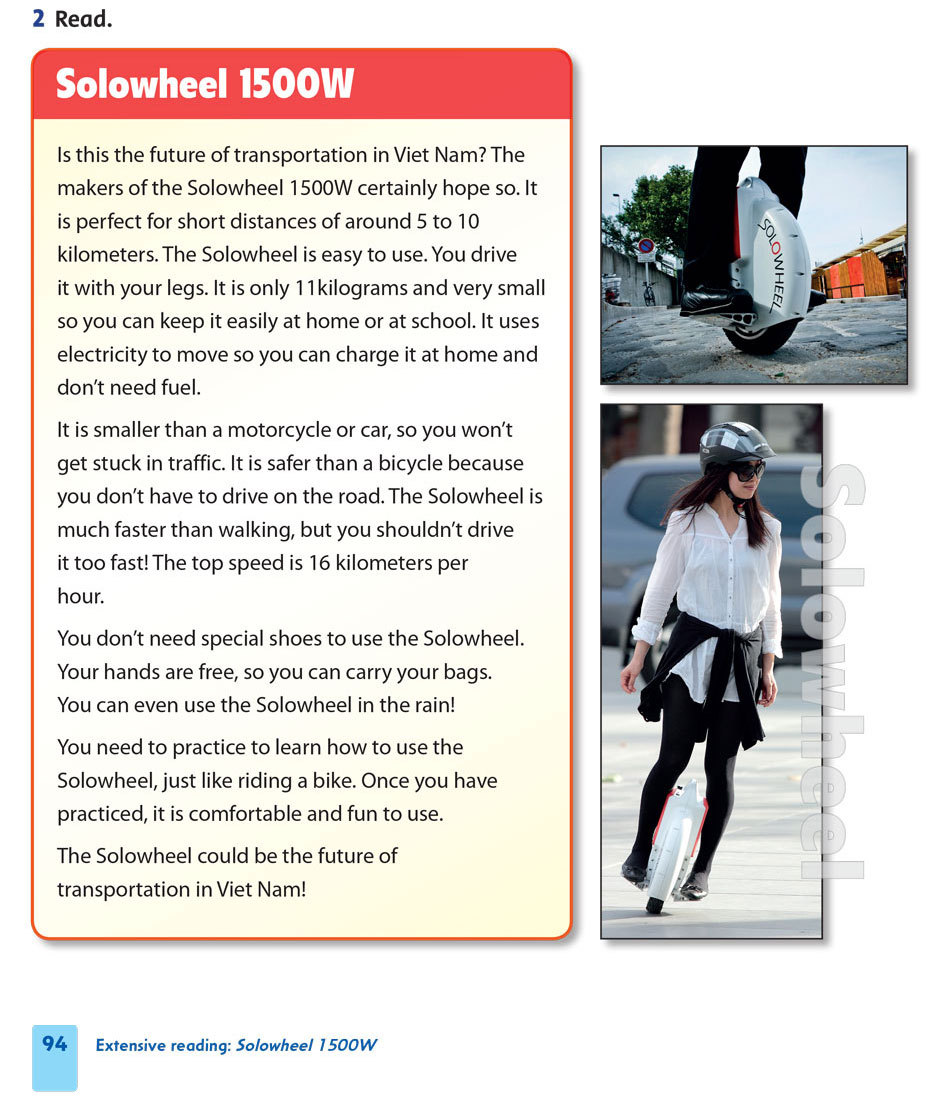 2 Read.
Solowheel 1500W
Is this the future of transportation in Viet Nam? The
makers of the Solowheel 1500W certainly hope so. It
is perfect for short distances of around 5 to 10
kilometers. The Solowheel is easy to use. You drive
it with your legs. It is only 11kilograms and very small
so you can keep it easily at home or at school. It uses
electricity to move so you can charge it at home and
don't need fuel.
It is smaller than a motorcycle or car, so you won't
get stuck in traffic. It is safer than a bicycle because
you don't have to drive on the road. The Solowheel is
much faster than walking, but you shouldn't drive
it too fast! The top speed is 16 kilometers per
hour.
You don't need special shoes to use the Solowheel.
Your hands are free, so you can carry your bags.
You can even use the Solowheel in the rain!
You need to practice to learn how to use the
Solowheel, just like riding a bike. Once you have
practiced, it is comfortable and fun to use.
The Solowheel could be the future of
transportation in Viet Nam!
SOLOWHEEL
Solowheel
94 Extensive reading: Solowheel 1500W